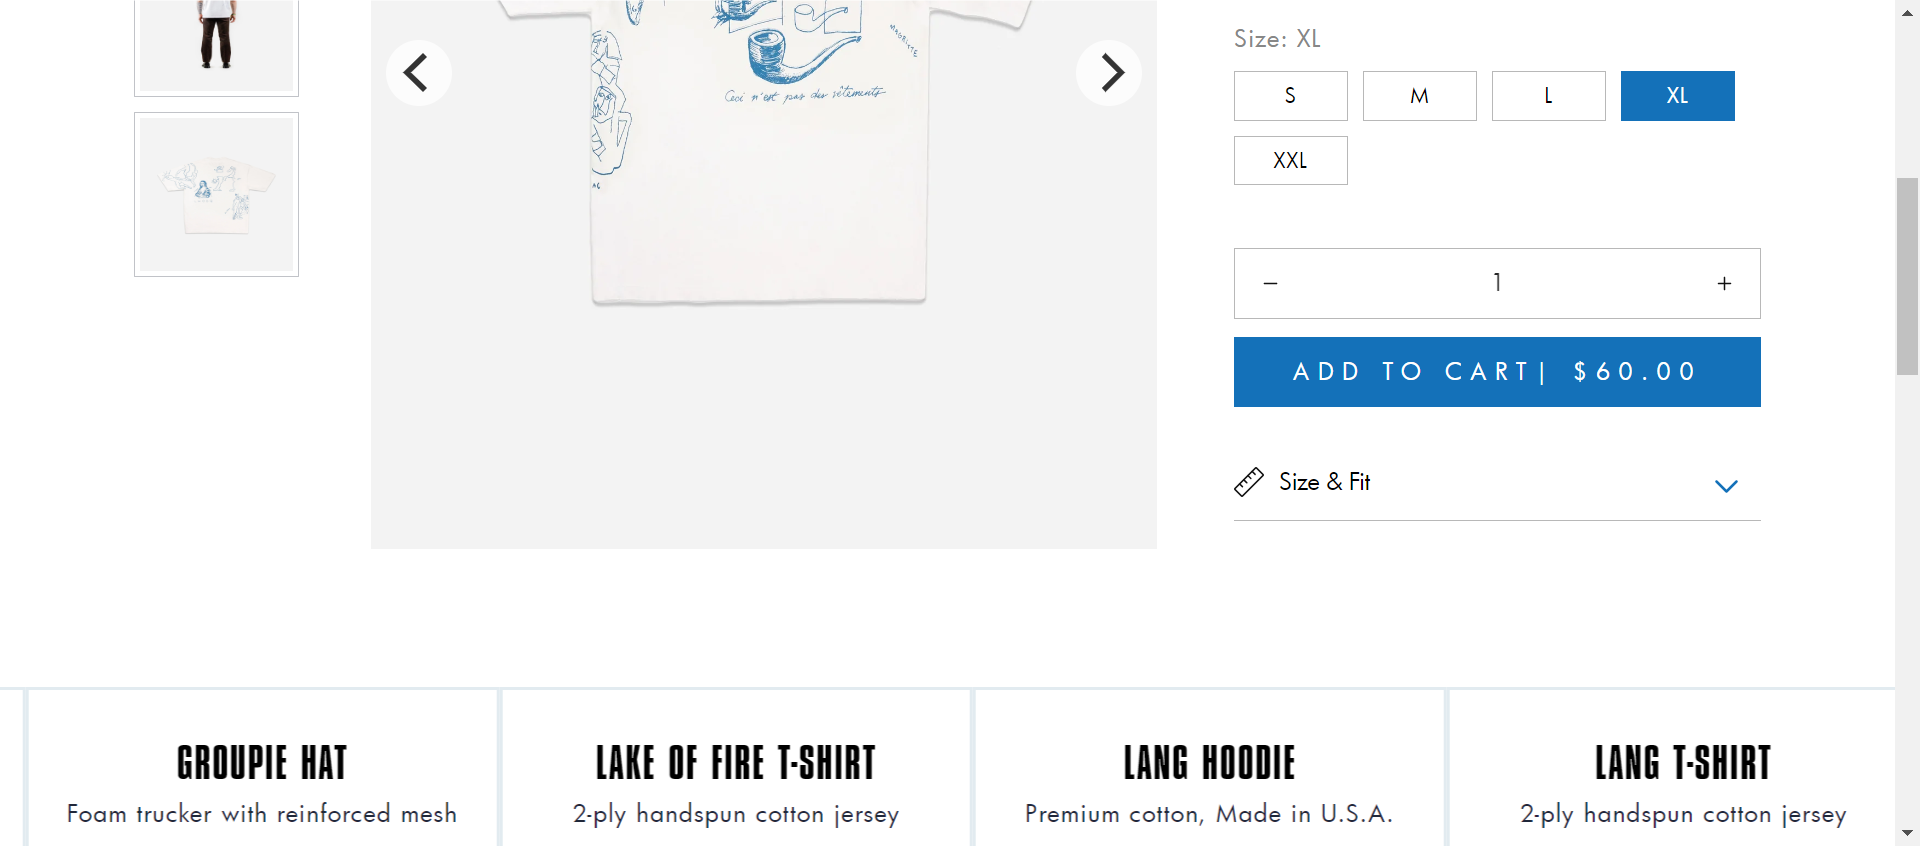 MAGRITTE
Ceci n'est pas des vêtements
AG
Size: XL
S
M
L
XL
XXL
− 1 +
ADD TO CART| $60.00
Size & Fit
GROUPIE HAT
Foam trucker with reinforced mesh
LAKE OF FIRE T-SHIRT
2-ply handspun cotton jersey
LANG HOODIE
Premium cotton, Made in U.S.A.
LANG T-SHIRT
2-ply handspun cotton jersey